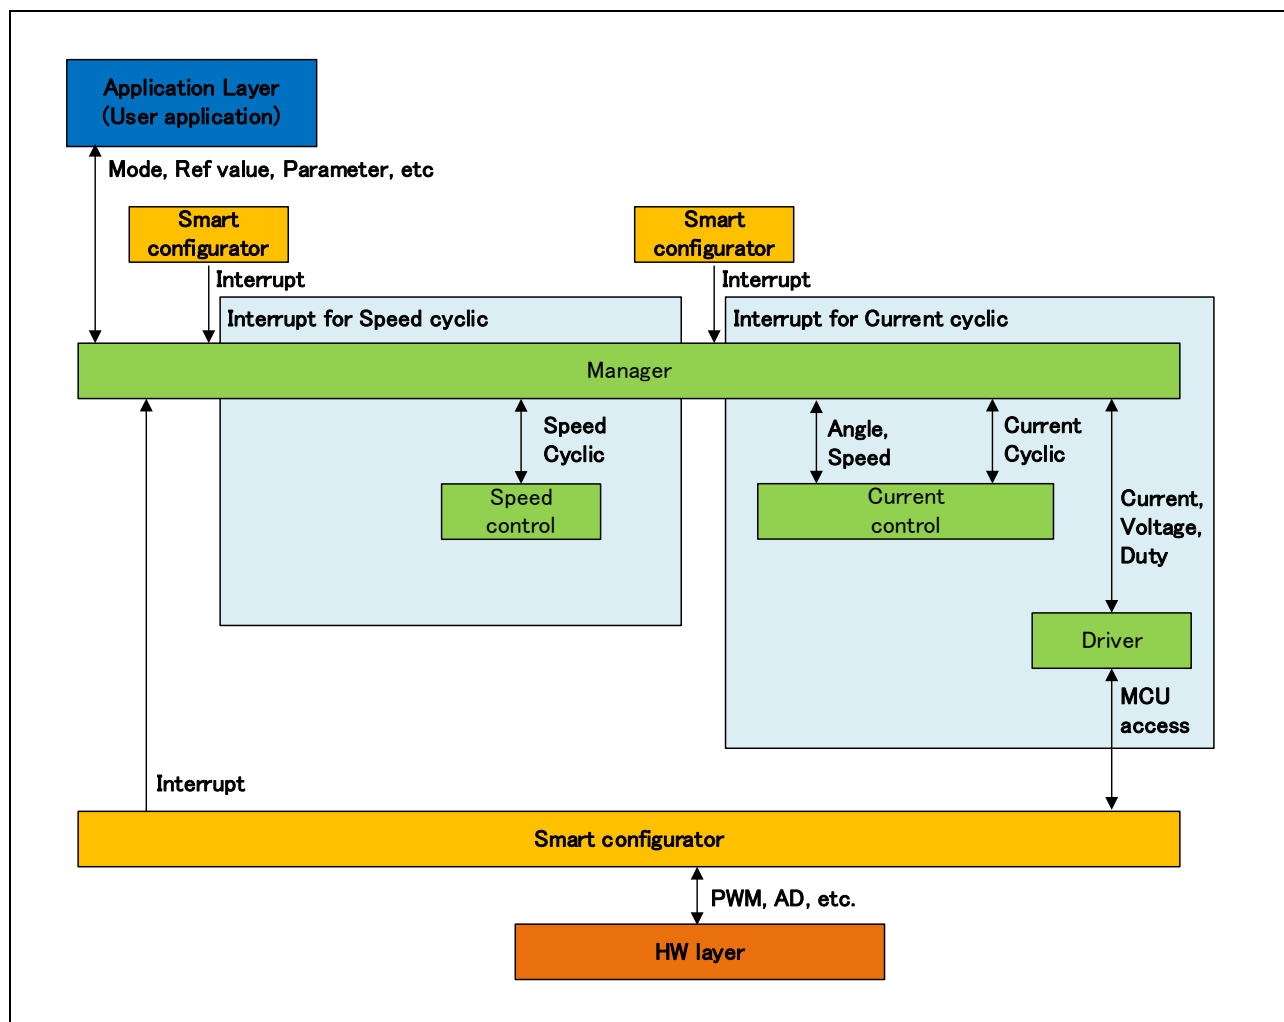 Application Layer
(User application)
Mode, Ref value, Parameter, etc
Smart
configurator
Smart
configurator
Interrupt
Interrupt
Interrupt for Speed cyclic
Interrupt for Current cyclic
Manager
Speed
Cyclic
Angle,
Speed
Current
Cyclic
Speed
control
Current
control
Current,
Voltage,
Duty
Driver
MCU
access
Interrupt
Smart configurator
PWM, AD, etc.
HW layer